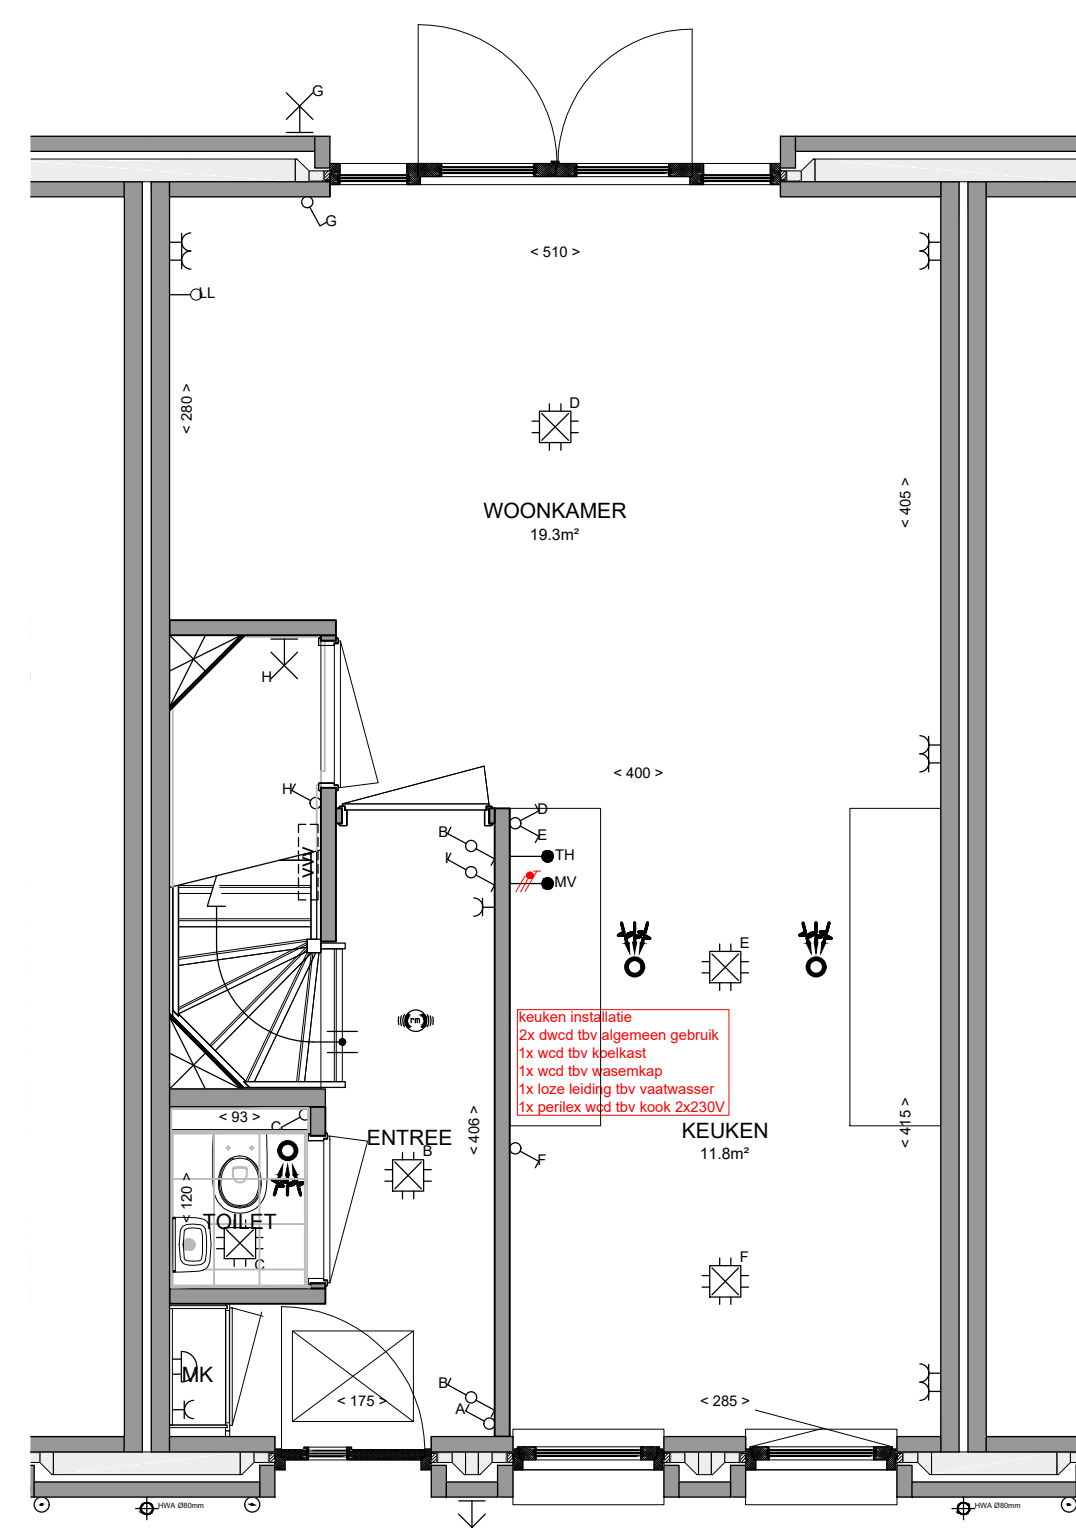 G
G
< 510 >
LL
< 280 >
D
WOONKAMER
19.3m²
< 405 >
H
< 400 >
H
D
B
E
VW
I
TH
MV
E
rm
keuken installatie
2x dwcd tbv algemeen gebruik
1x wcd tbv koelkast
1x wcd tbv wasemkap
1x loze leiding tbv vaatwasser
1x perilex wcd tbv kook 2x230V
< 93 >
C
ENTREE
B
< 406 >
KEUKEN
11.8m²
< 415 >
F
< 120 >
TOILET
C
F
MK
B
< 175 >
A
< 285 >
HWA Ø80mm
HWA Ø80mm